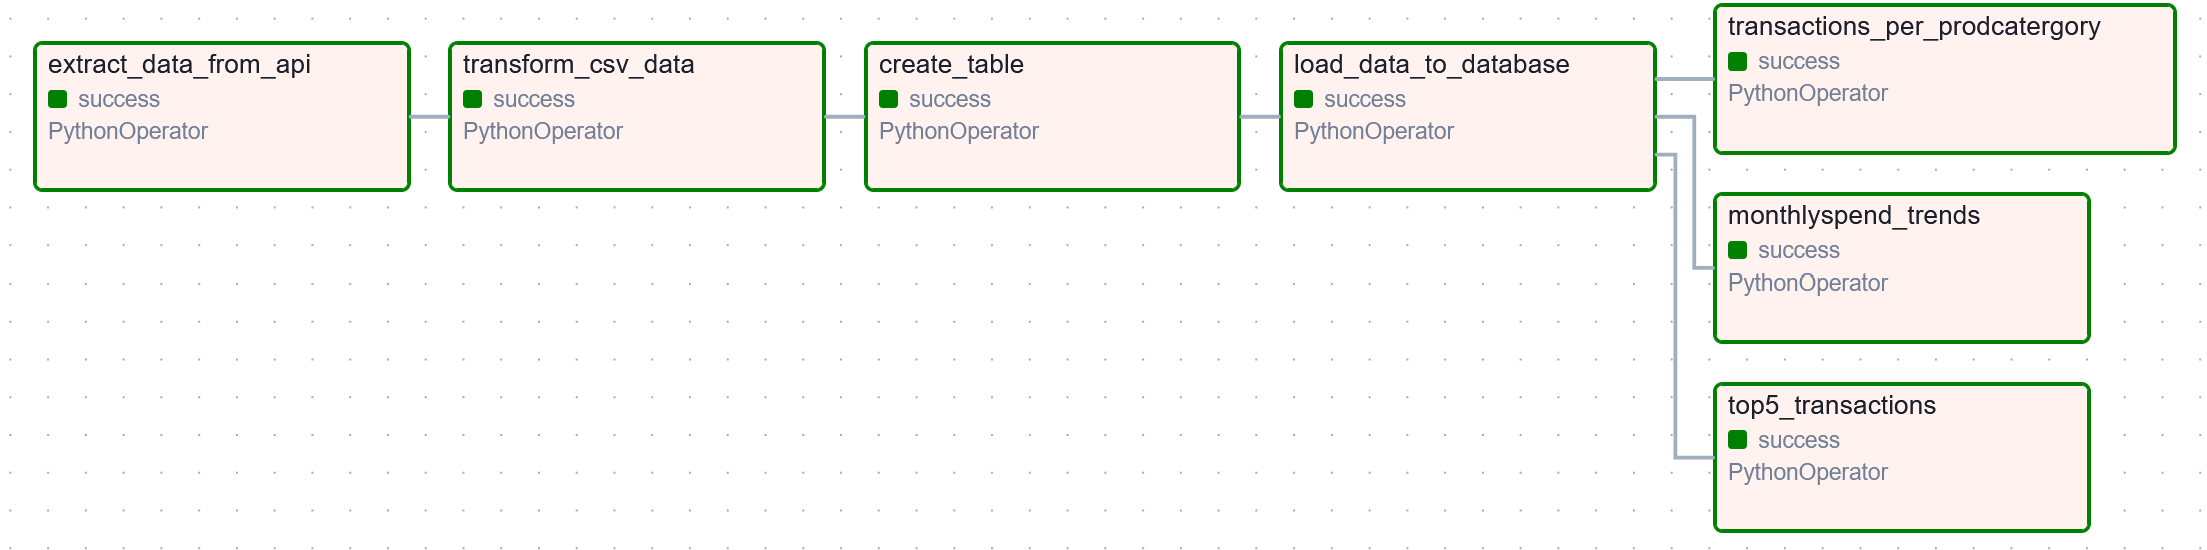 extract_data_from_api
success
PythonOperator
transform_csv_data
success
PythonOperator
create_table
success
PythonOperator
load_data_to_database
success
PythonOperator
transactions_per_prodcatergory
success
PythonOperator
monthlyspend_trends
success
PythonOperator
top5_transactions
success
PythonOperator